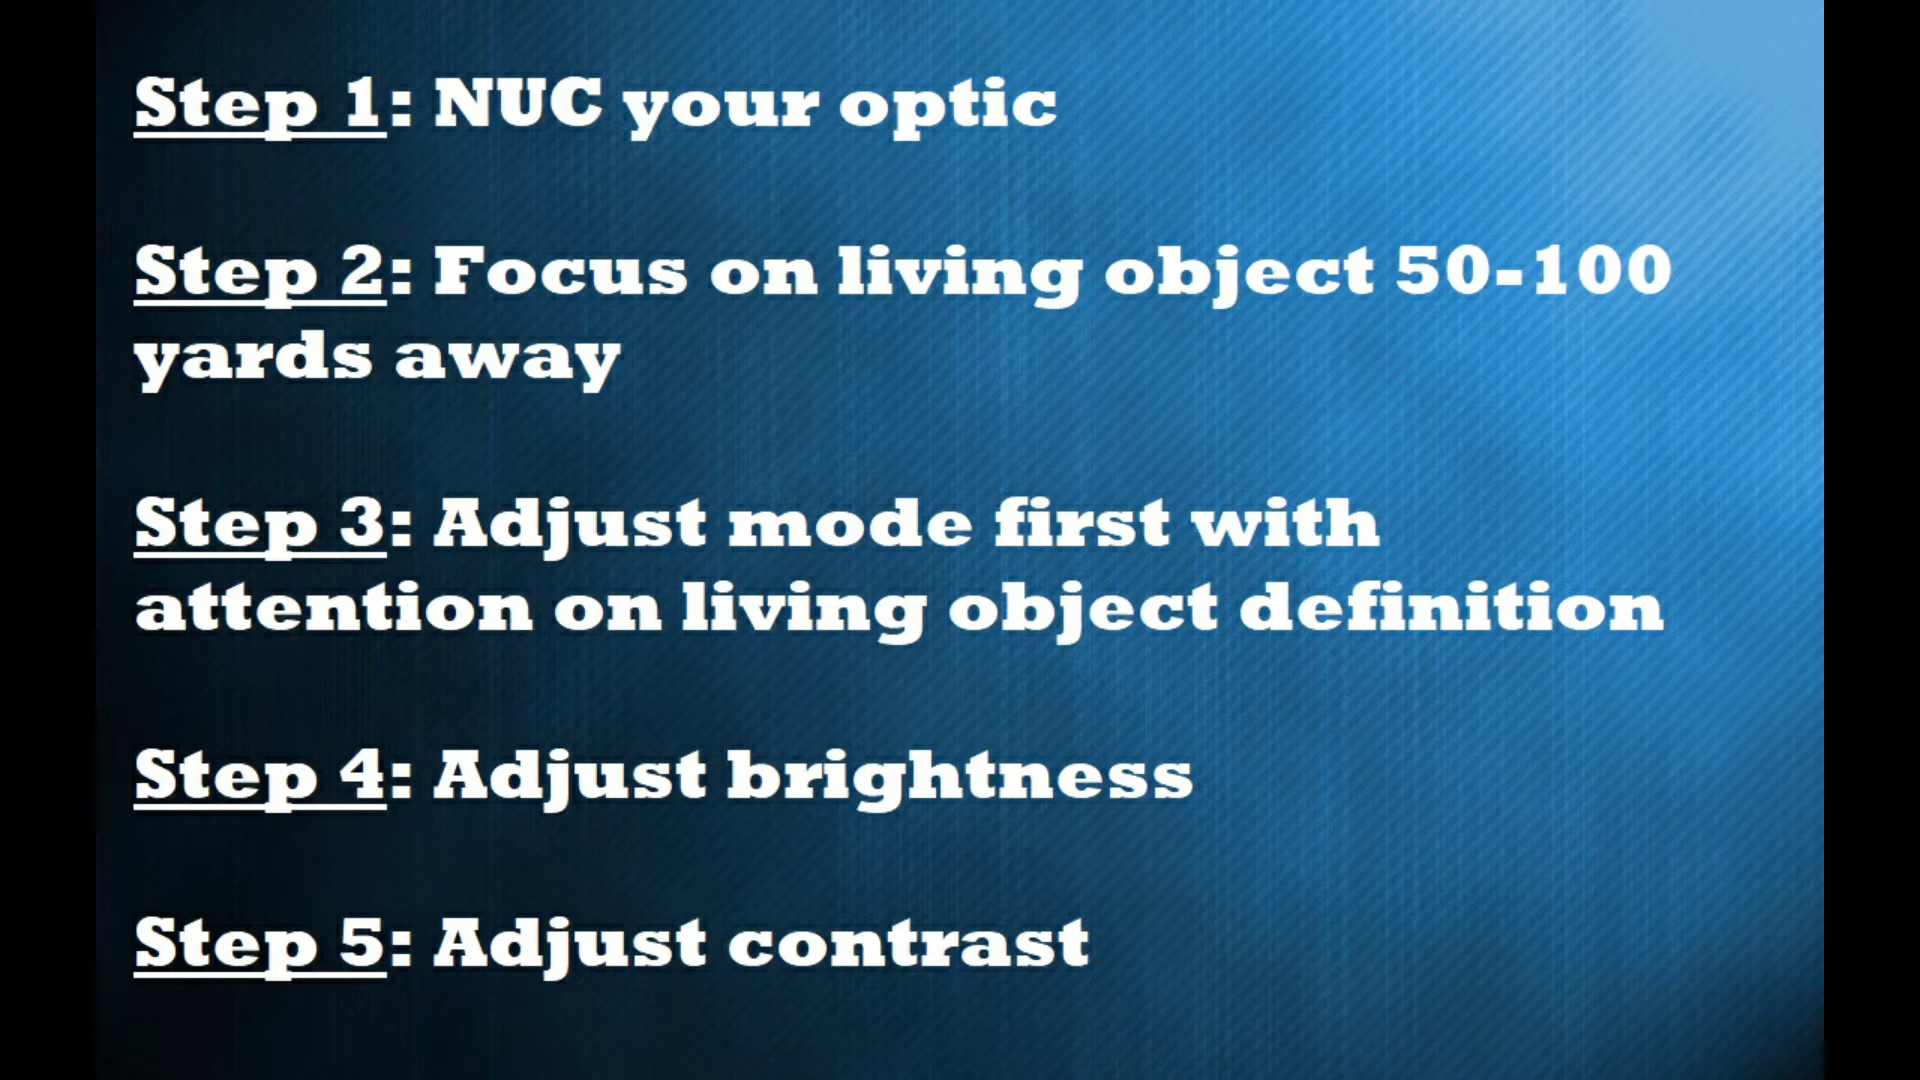 Step 1: NUC your optic
Step 2: Focus on living object 50-100
yards away
Step 3: Adjust mode first with
attention on living object definition
Step 4: Adjust brightness
Step 5: Adjust contrast